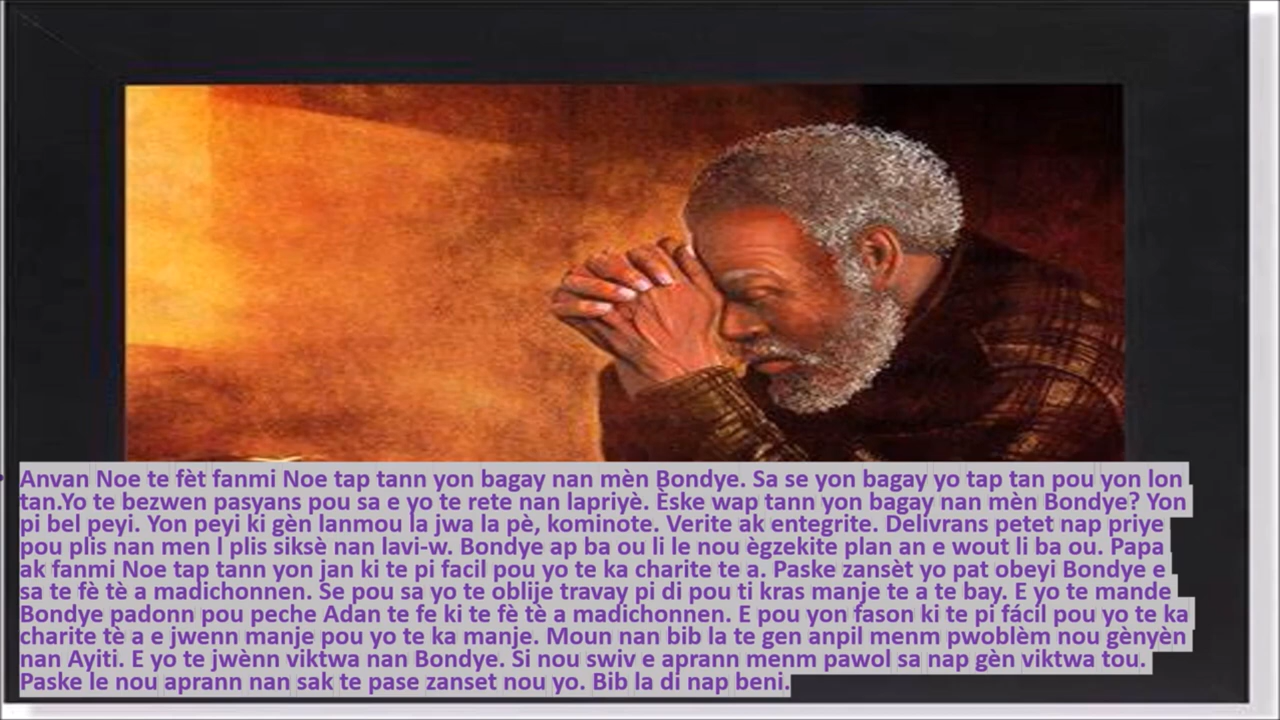 Anvan Noe te fèt fanmi Noe tap tann yon bagay nan mèn Bondye. Sa se yon bagay yo tap tan pou yon lon
tan.Yo te bezwen pasyans pou sa e yo te rete nan lapriyè. Èske wap tann yon bagay nan mèn Bondye? Yon
pi bel peyi. Yon peyi ki gèn lanmou la jwa la pè, kominote. Verite ak entegrite. Delivrans petet nap priye
pou plis nan men l plis siksè nan lavi-w. Bondye ap ba ou li le nou ègzekite plan an e wout li ba ou. Papa
ak fanmi Noe tap tann yon jan ki te pi facil pou yo te ka charite te a. Paske zansèt yo pat obeyi Bondye e
sa te fè tè a madichonnen. Se pou sa yo te oblije travay pi di pou ti kras manje te a te bay. E yo te mande
Bondye padonn pou peche Adan te fe ki te fè tè a madichonnen. E pou yon fason ki te pi fácil pou yo te ka
charite tè a e jwenn manje pou yo te ka manje. Moun nan bib la te gen anpil menm pwoblèm nou gènyèn
nan Ayiti. E yo te jwènn viktwa nan Bondye. Si nou swiv e aprann menm pawol sa nap gèn viktwa tou.
Paske le nou aprann nan sak te pase zanset nou yo. Bib la di nap beni.